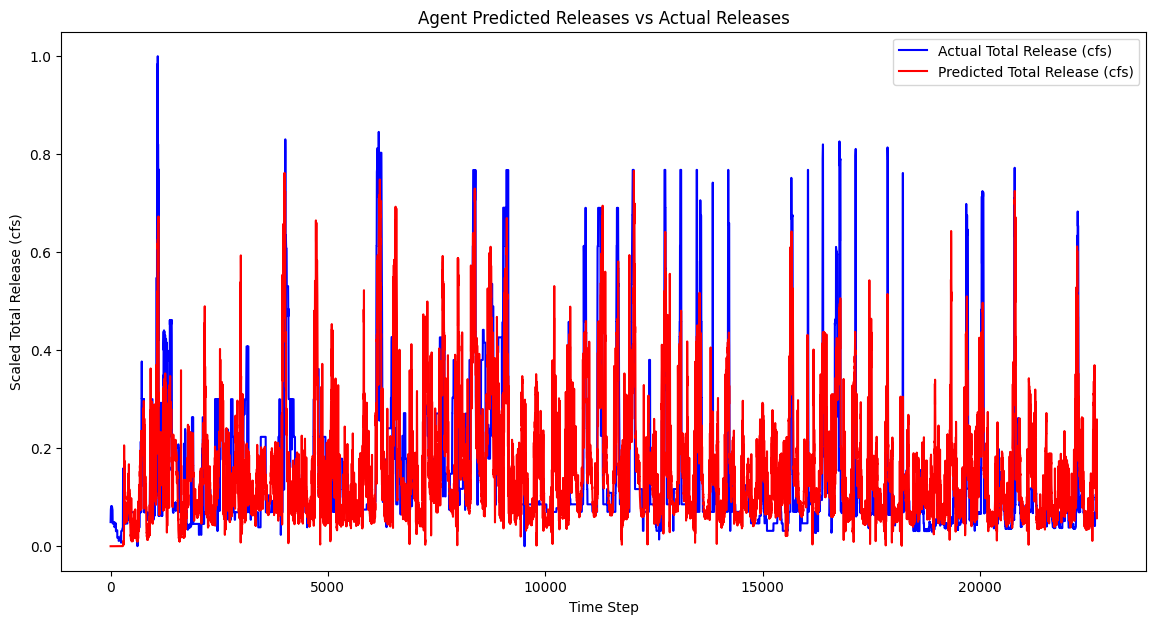 Agent Predicted Releases vs Actual Releases
Actual Total Release (cfs)
Predicted Total Release (cfs)
Scaled Total Release (cfs)
1.0
0.8
0.6
0.4
0.2
0.0
0
5000
10000
15000
20000
Time Step